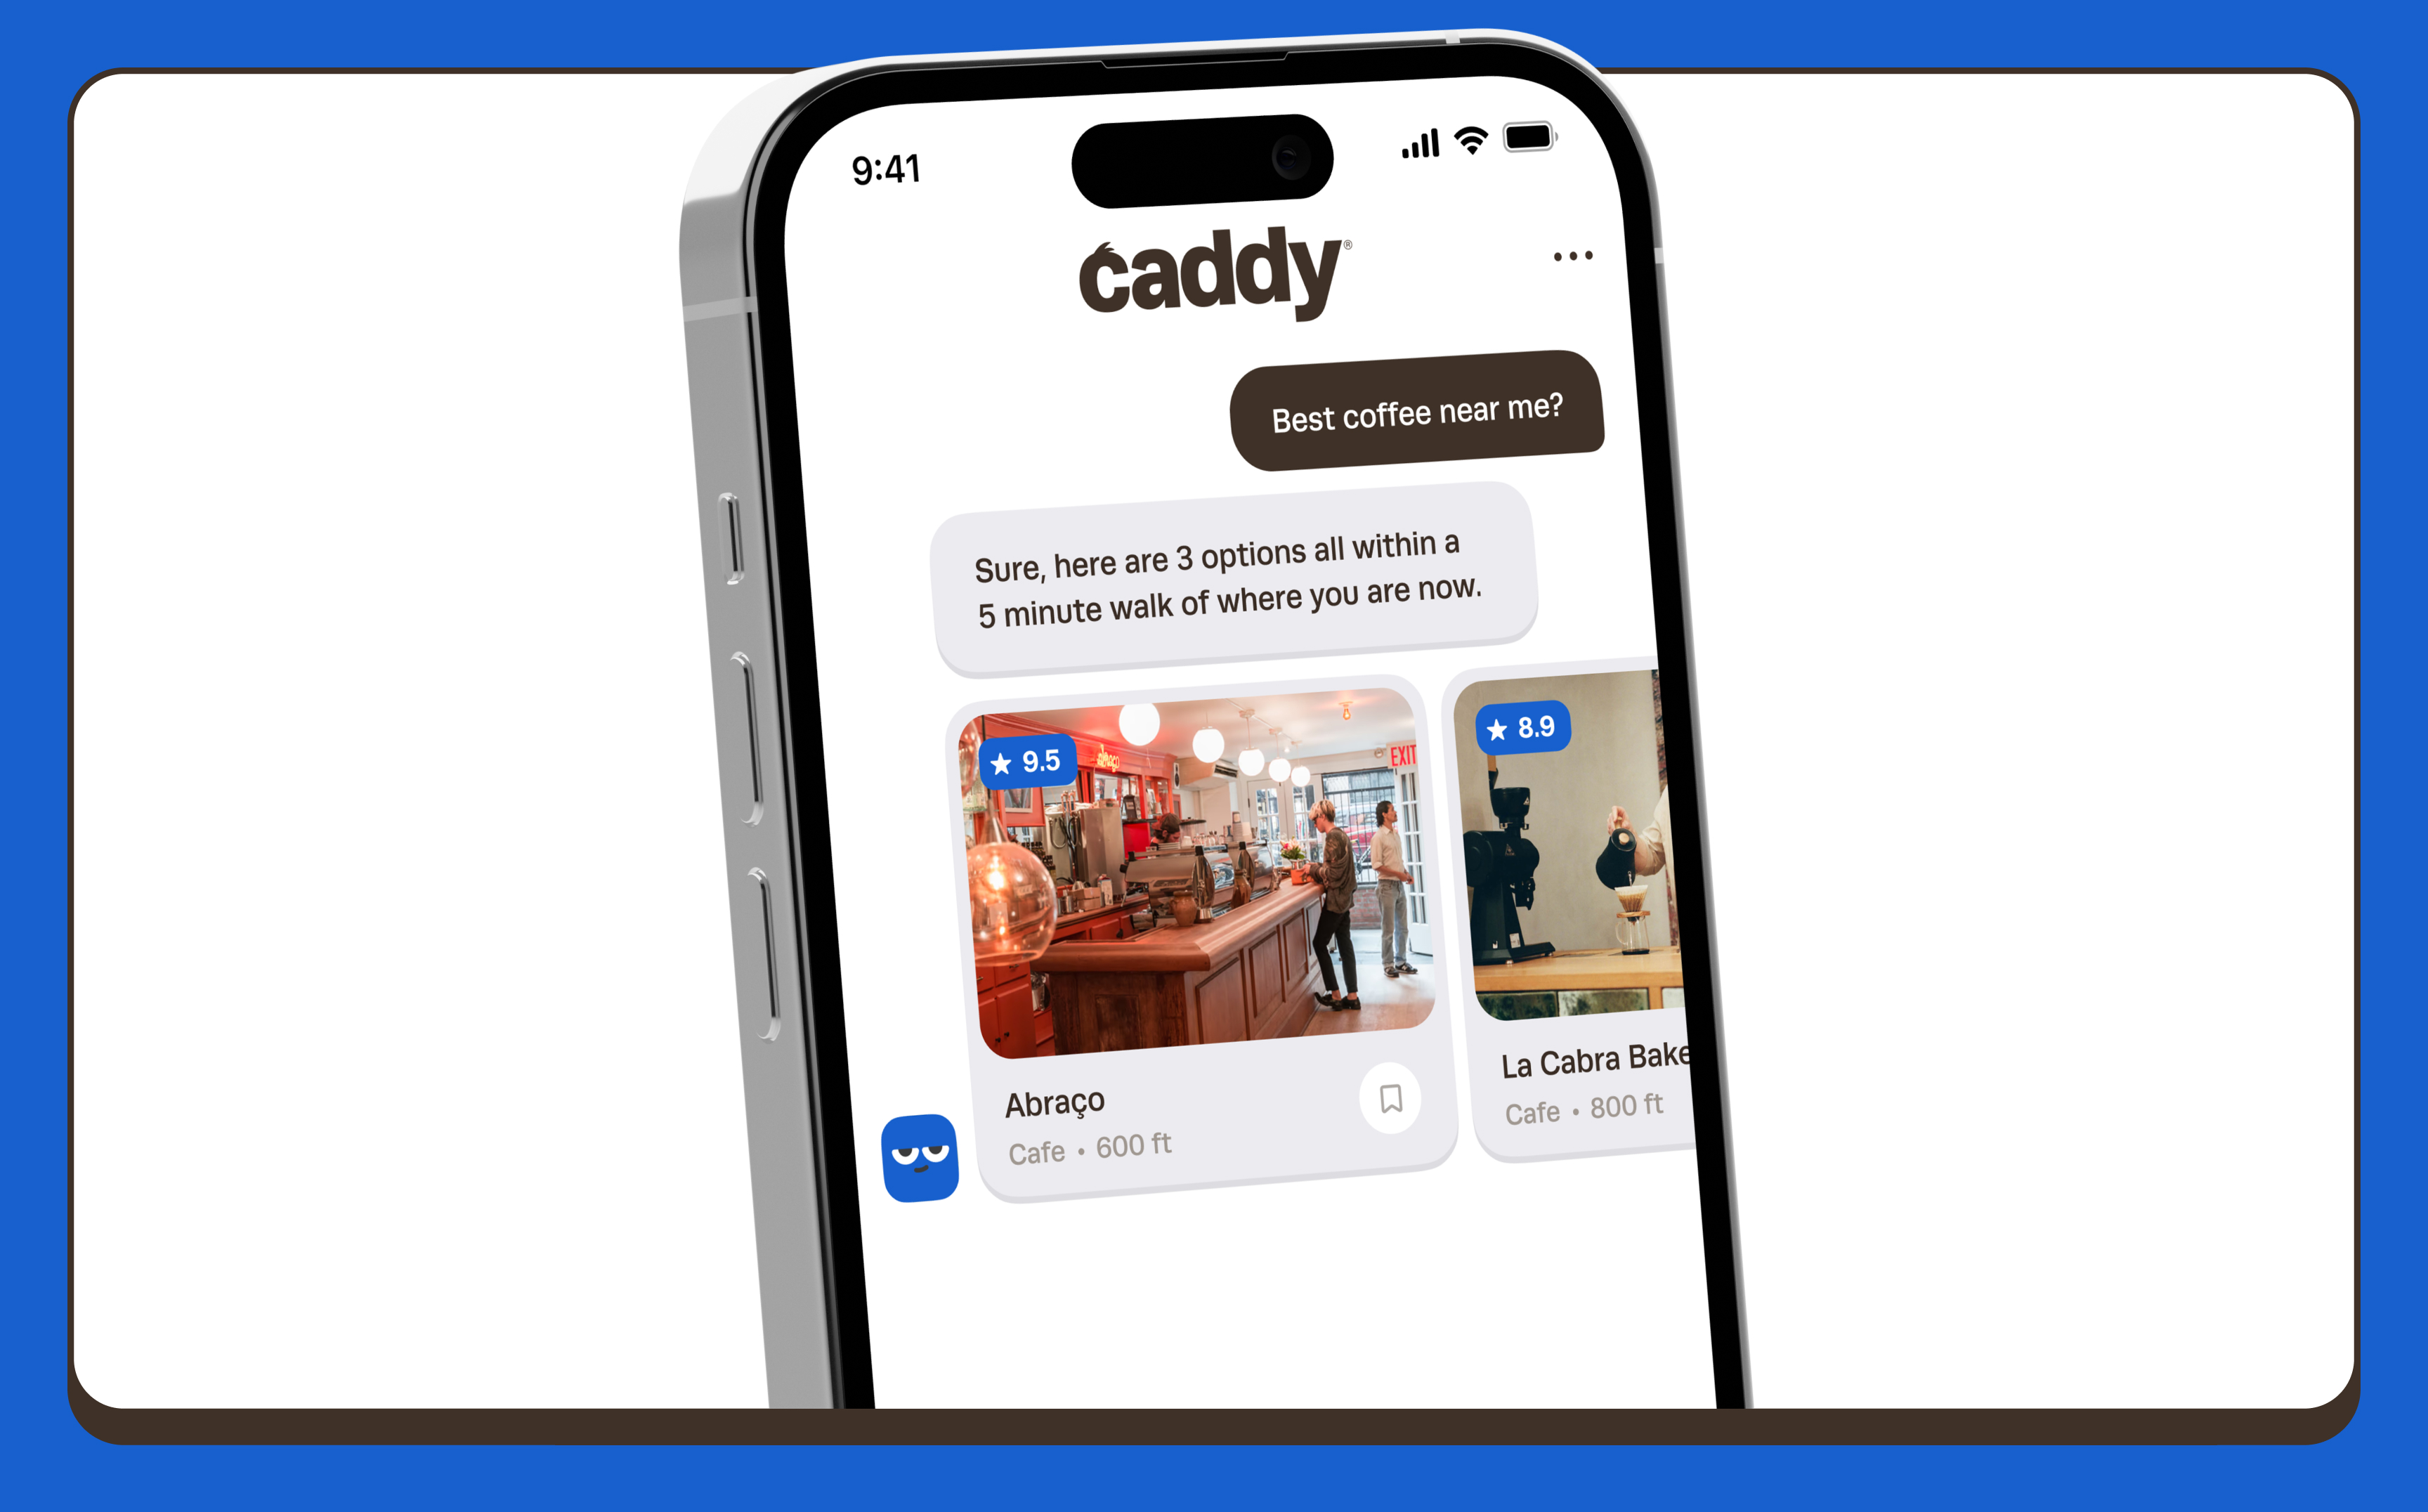 9:41
caddy®
Best coffee near me?
Sure, here are 3 options all within a
5 minute walk of where you are now.
★ 9.5
abraço
EXIT
★ 8.9
Abraço
Cafe • 600 ft
La Cabra Bake
Cafe • 800 ft